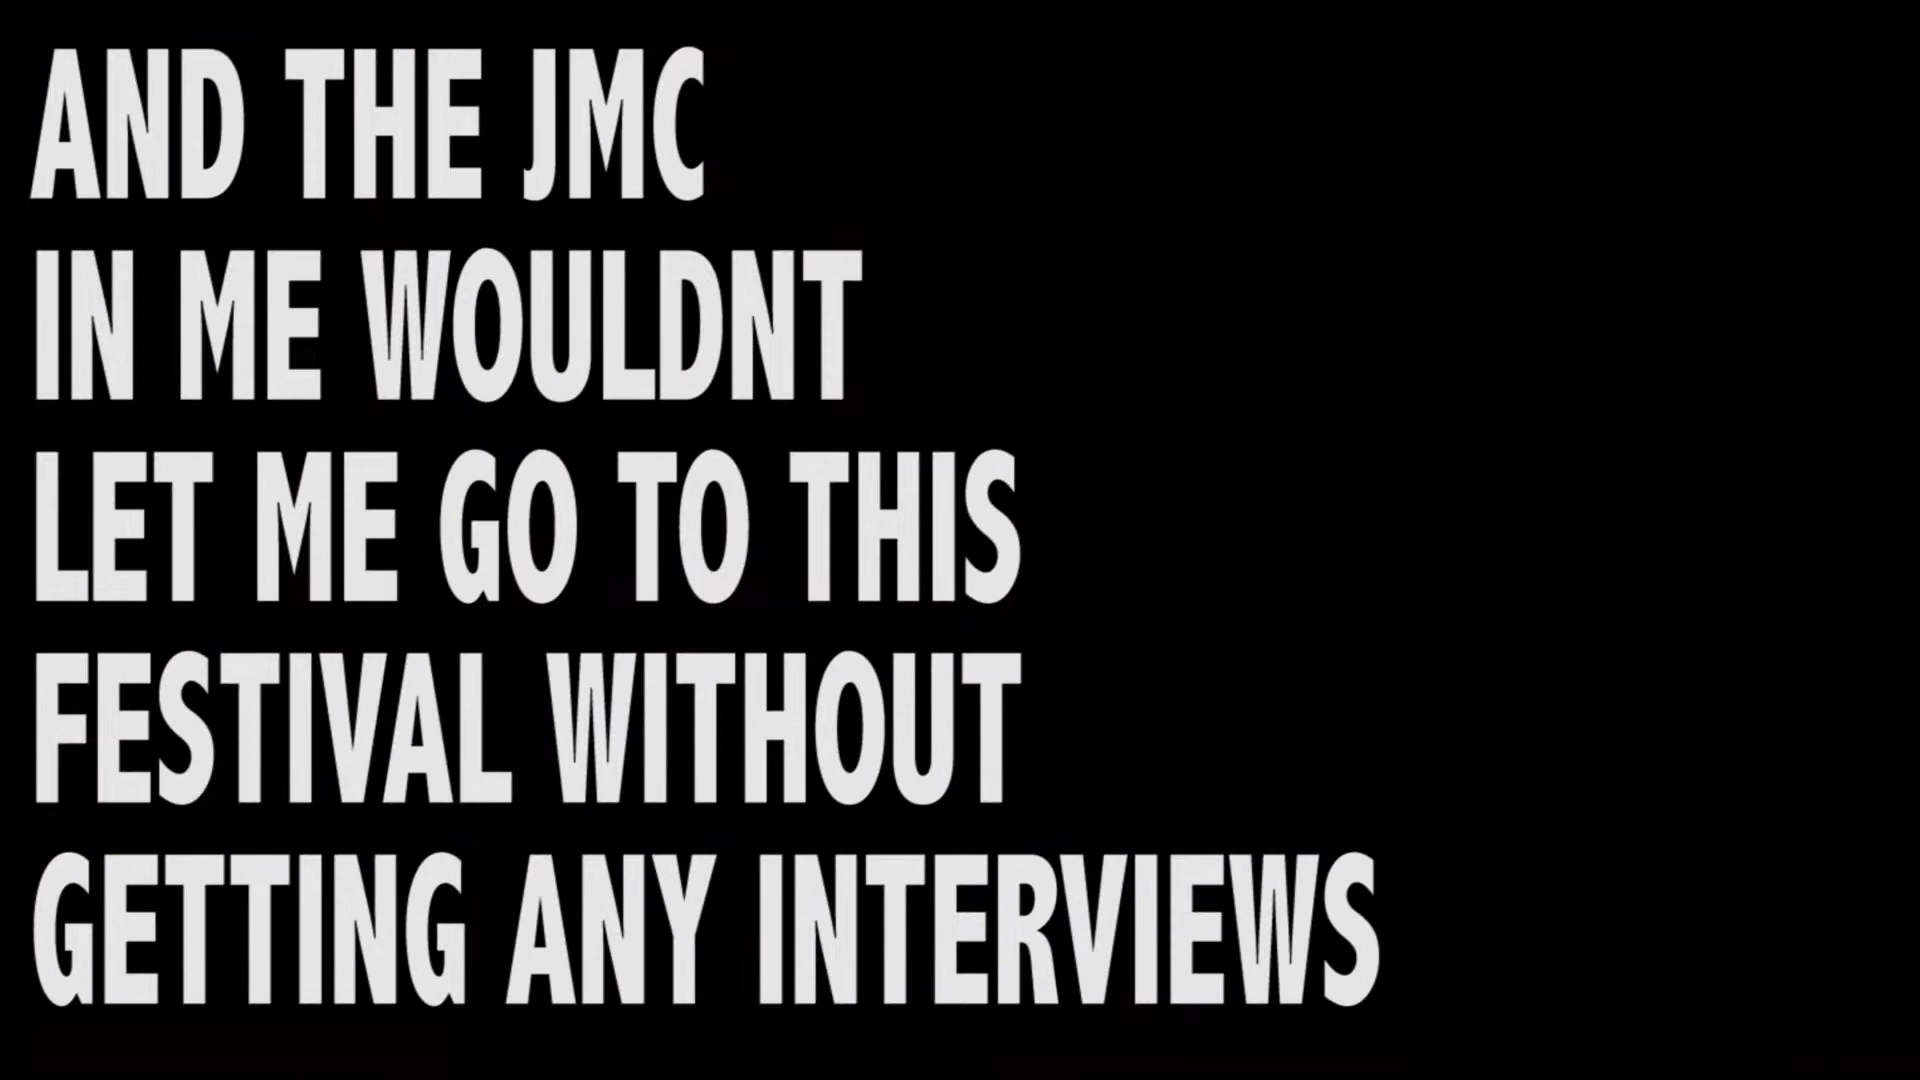 AND THE JMC
IN ME WOULDNT
LET ME GO TO THIS
FESTIVAL WITHOUT
GETTING ANY INTERVIEWS